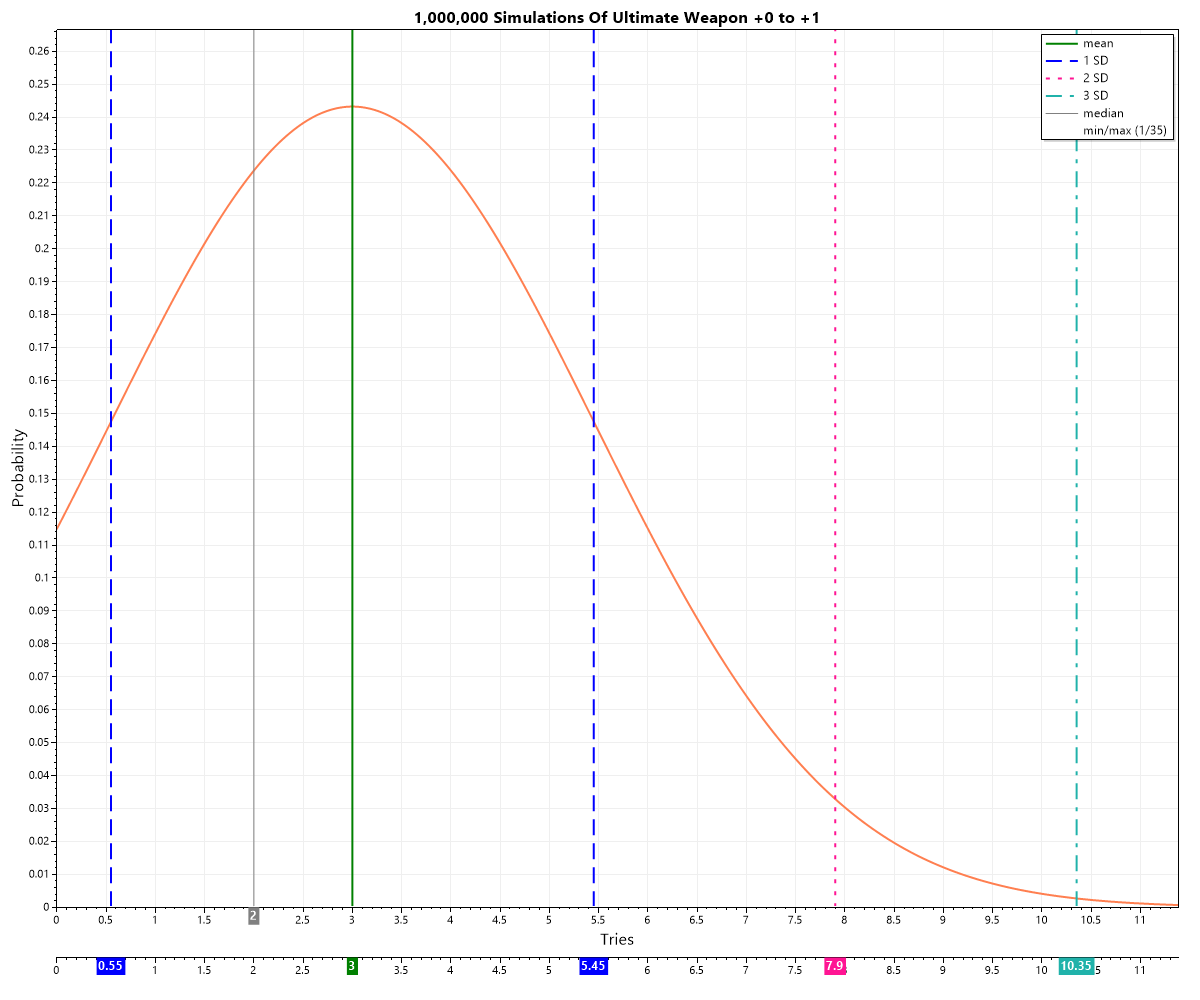 1,000,000 Simulations Of Ultimate Weapon +0 to +1
mean
1 SD
2 SD
3 SD
median
min/max (1/35)
Probability
0.26
0.25
0.24
0.23
0.22
0.21
0.2
0.19
0.18
0.17
0.16
0.15
0.14
0.13
0.12
0.11
0.1
0.09
0.08
0.07
0.06
0.05
0.04
0.03
0.02
0.01
0
0 0.5 1 1.5 2 2.5 3 3.5 4 4.5 5 5.5 6 6.5 7 7.5 8 8.5 9 9.5 10 10.5 11
Tries
0 0.55 1 1.5 2 2.5 3 3.5 4 4.5 5 5.45 6 6.5 7 7.5 7.9 8.5 9 9.5 10 10.35 11